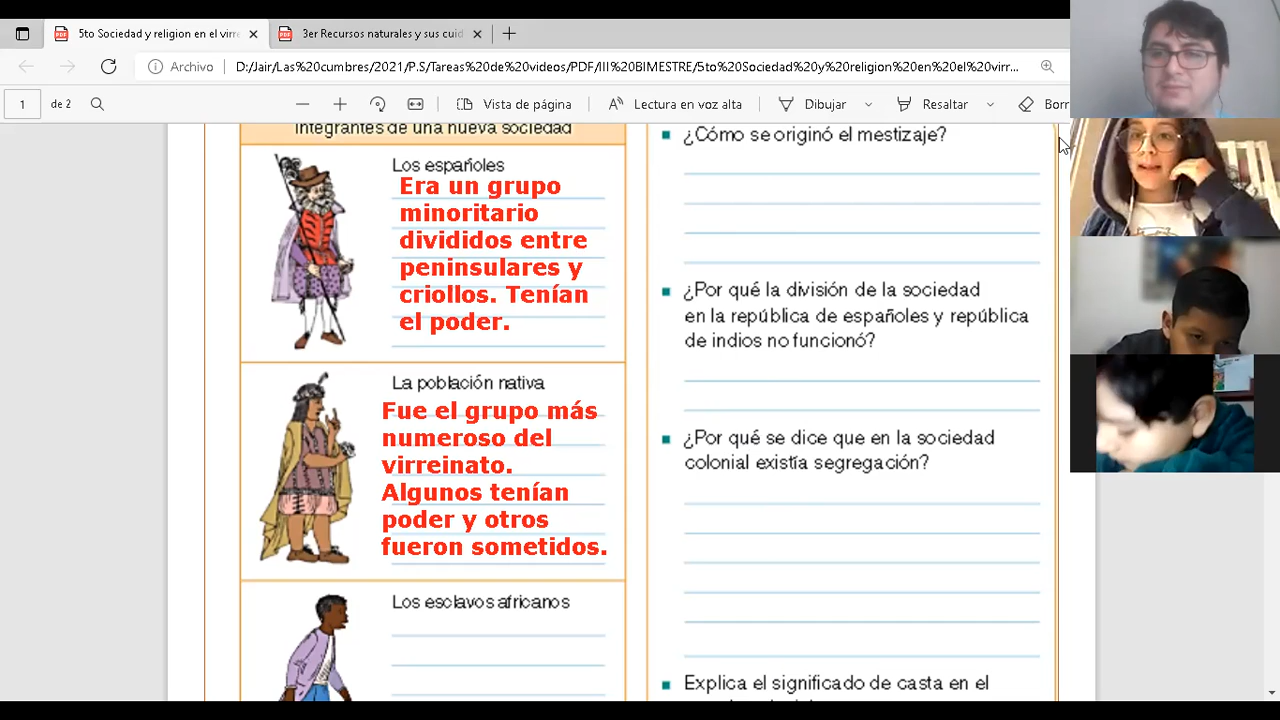 5to Sociedad y religion en el virre
3er Recursos naturales y sus cuid
Archivo
D:/Jair/Las%20cumbres/2021/P.S/Tareas%20de%20videos/PDF/III%20BIMESTRE/5to%20Sociedad%20y%20religion%20en%20el%20virr...
1
de 2
Vista de página
Lectura en voz alta
Dibujar
Resaltar
Borr
Integrantes de una nueva sociedad
Los españoles
Era un grupo
minoritario
divididos entre
peninsulares y
criollos. Tenían
el poder.
La población nativa
Fue el grupo más
numeroso del
virreinato.
Algunos tenían
poder y otros
fueron sometidos.
Los esclavos africanos
¿Cómo se originó el mestizaje?
¿Por qué la división de la sociedad
en la república de españoles y república
de indios no funcionó?
¿Por qué se dice que en la sociedad
colonial existía segregación?
Explica el significado de casta en el